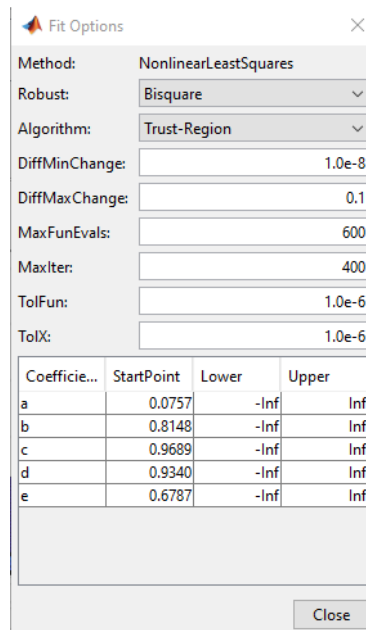 Fit Options
Method: NonlinearLeastSquares
Robust: Bisquare
Algorithm: Trust-Region
DiffMinChange: 1.0e-8
DiffMaxChange: 0.1
MaxFunEvals: 600
MaxIter: 400
TolFun: 1.0e-6
TolX: 1.0e-6
Coefficie... StartPoint Lower Upper
a 0.0757 -Inf Inf
b 0.8148 -Inf Inf
c 0.9689 -Inf Inf
d 0.9340 -Inf Inf
e 0.6787 -Inf Inf
Close